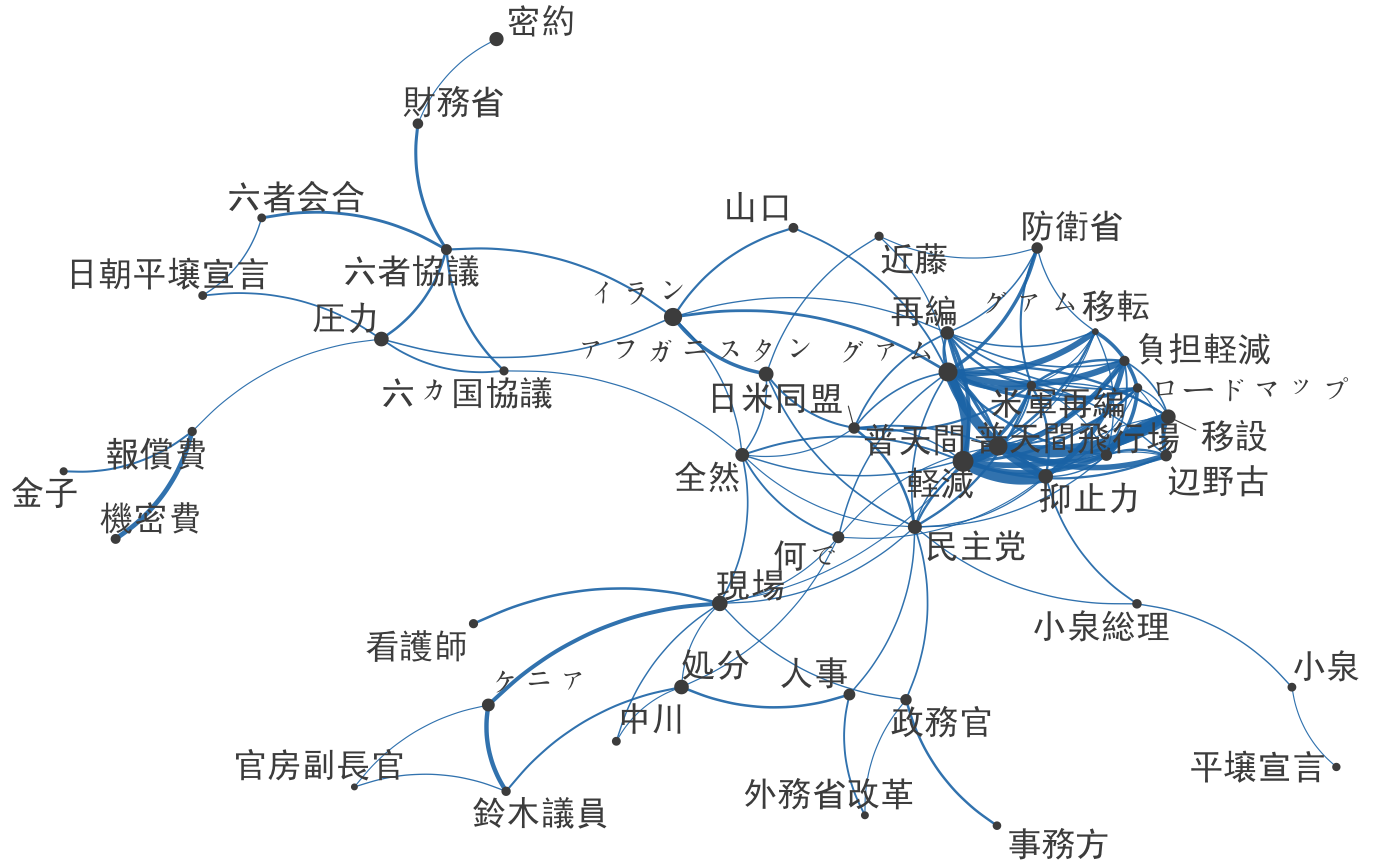 密約
財務省
六者会合
山口
防衛省
近藤
日朝平壌宣言
六者協議
イラン
グアム移転
再編
圧力
アフガニスタン
グアム
負担軽減
ロードマップ
六カ国協議
日米同盟
米軍再編
普天間
普天間飛行場
移設
報償費
全然
軽減
辺野古
金子
抑止力
機密費
何で
民主党
現場
小泉総理
看護師
処分
人事
小泉
ケニア
中川
政務官
官房副長官
平壌宣言
外務省改革
鈴木議員
事務方